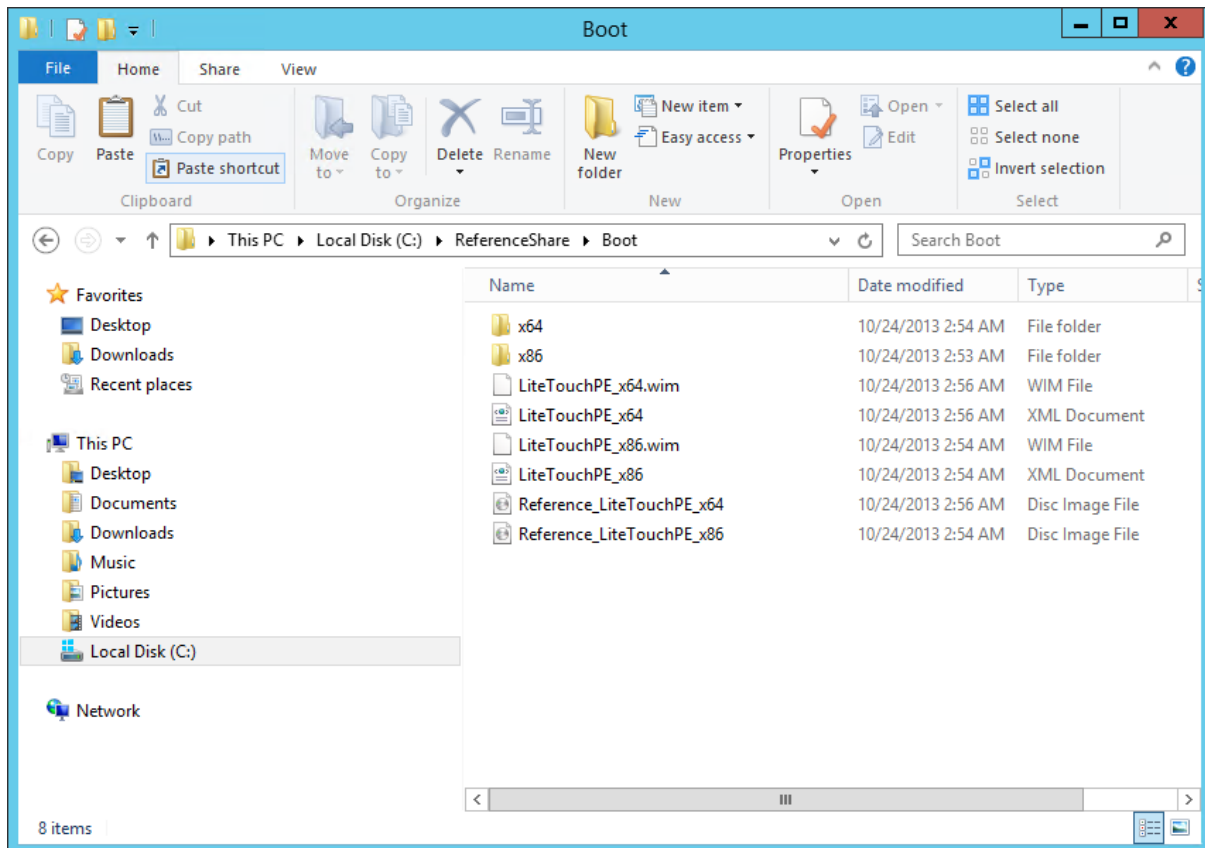 Boot
File Home Share View
Copy
Paste
Cut
Copy path
Paste shortcut
Clipboard
Move to
Copy to
Delete
Rename
Organize
New folder
New item
Easy access
New
Properties
Open
Edit
Open
Select all
Select none
Invert selection
Select
This PC Local Disk (C:) ReferenceShare Boot
Search Boot
Favorites
Desktop
Downloads
Recent places
This PC
Desktop
Documents
Downloads
Music
Pictures
Videos
Local Disk (C:)
Network
Name Date modified Type
x64 10/24/2013 2:54 AM File folder
x86 10/24/2013 2:53 AM File folder
LiteTouchPE_x64.wim 10/24/2013 2:56 AM WIM File
LiteTouchPE_x64 10/24/2013 2:56 AM XML Document
LiteTouchPE_x86.wim 10/24/2013 2:54 AM WIM File
LiteTouchPE_x86 10/24/2013 2:54 AM XML Document
Reference_LiteTouchPE_x64 10/24/2013 2:56 AM Disc Image File
Reference_LiteTouchPE_x86 10/24/2013 2:54 AM Disc Image File
8 items